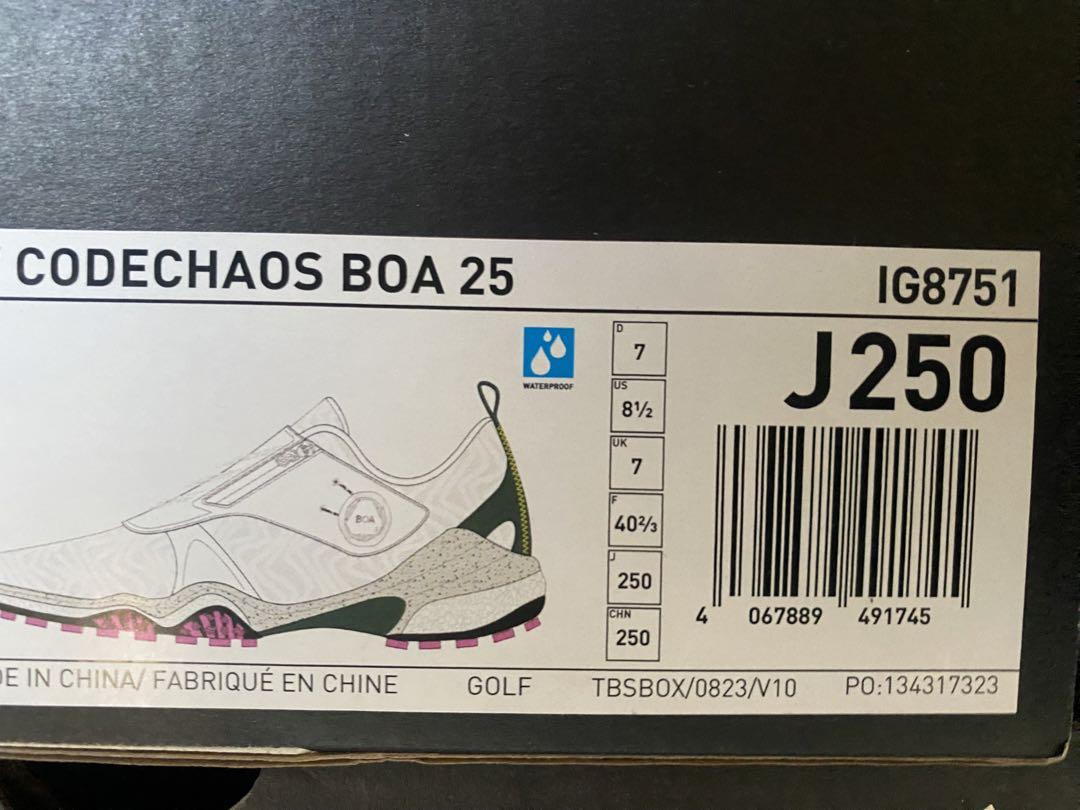 CODECHAOS BOA 25
IG8751
WATERPROOF
BOA
D
7
US
8½
UK
7
F
40⅔
J
250
CHN
250
J 250
4 067889 491745
DE IN CHINA/ FABRIQUÉ EN CHINE
GOLF
TBSBOX/0823/V10
PO:134317323